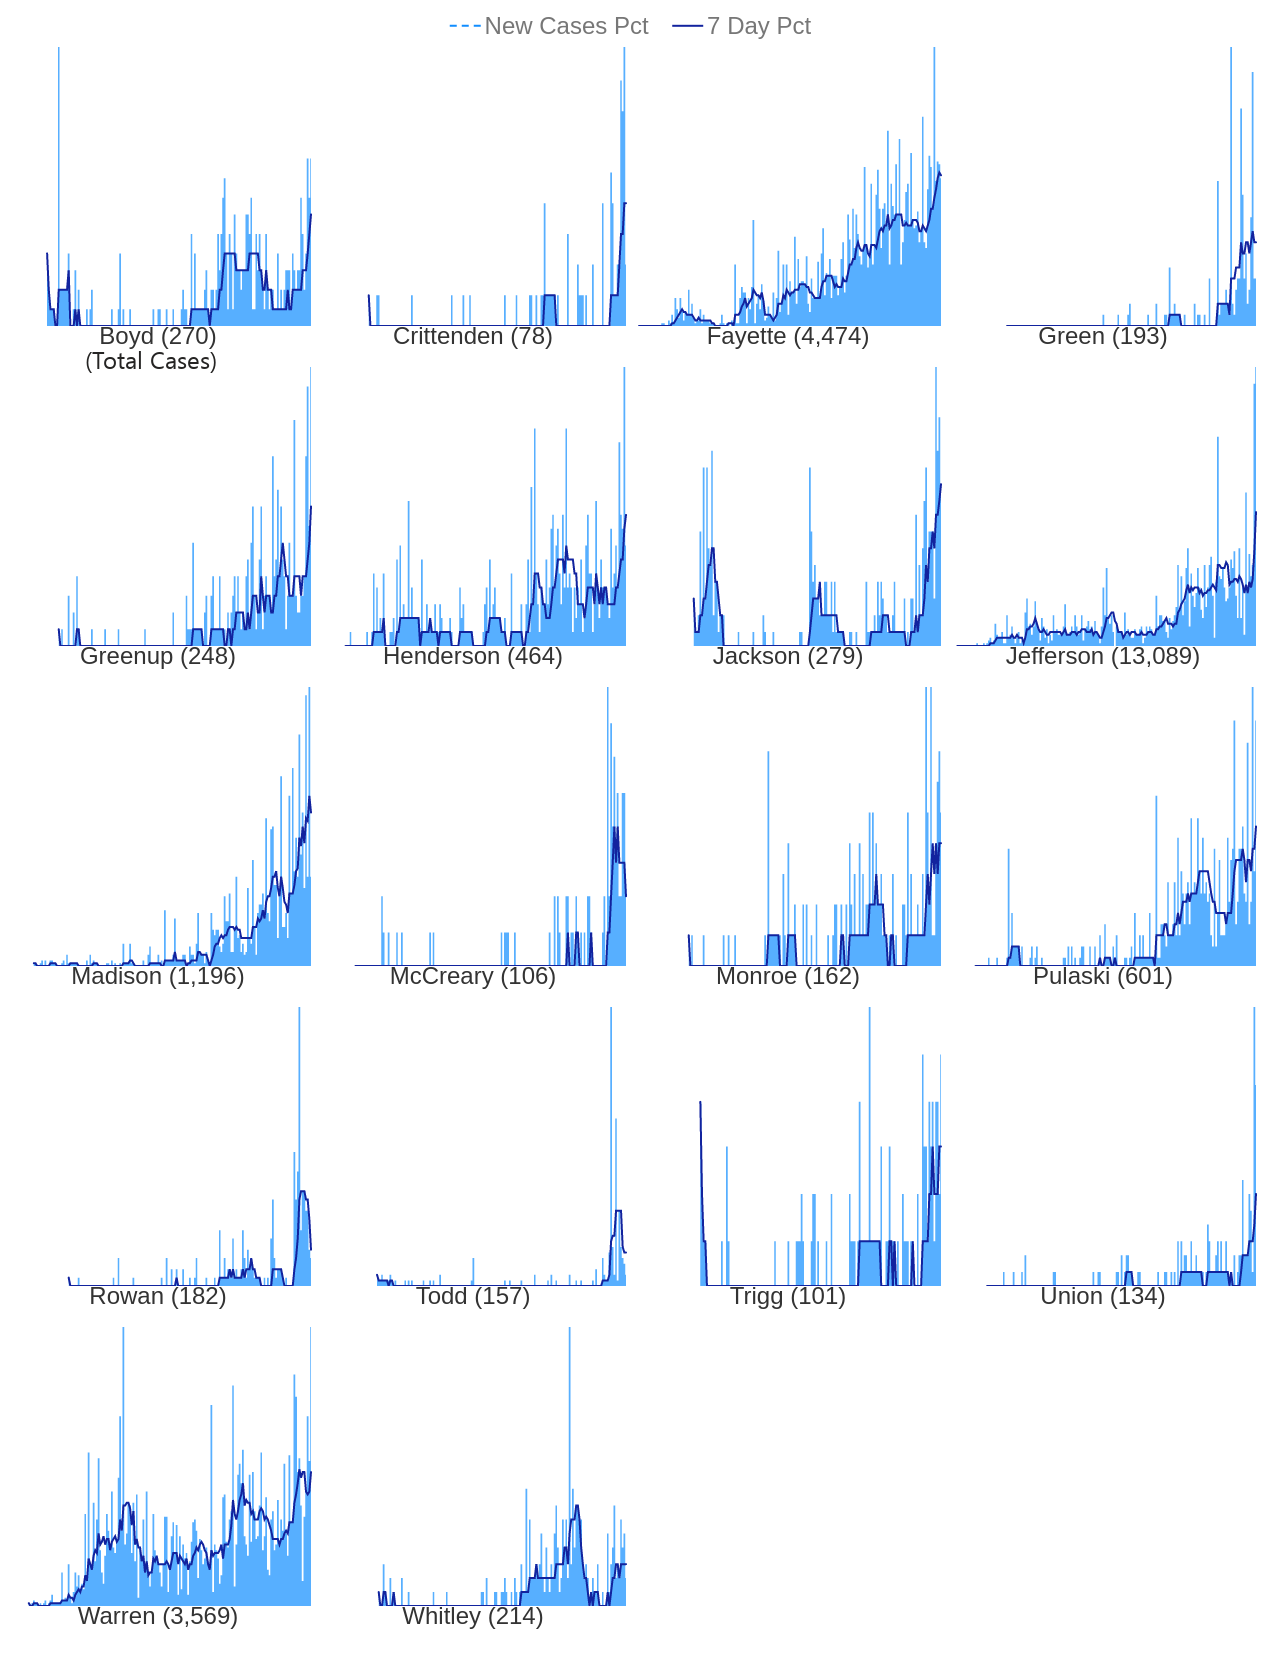 New Cases Pct 7 Day Pct
Boyd (270) Crittenden (78) Fayette (4,474) Green (193)
(Total Cases)
Greenup (248) Henderson (464) Jackson (279) Jefferson (13,089)
Madison (1,196) McCreary (106) Monroe (162) Pulaski (601)
Rowan (182) Todd (157) Trigg (101) Union (134)
Warren (3,569) Whitley (214)